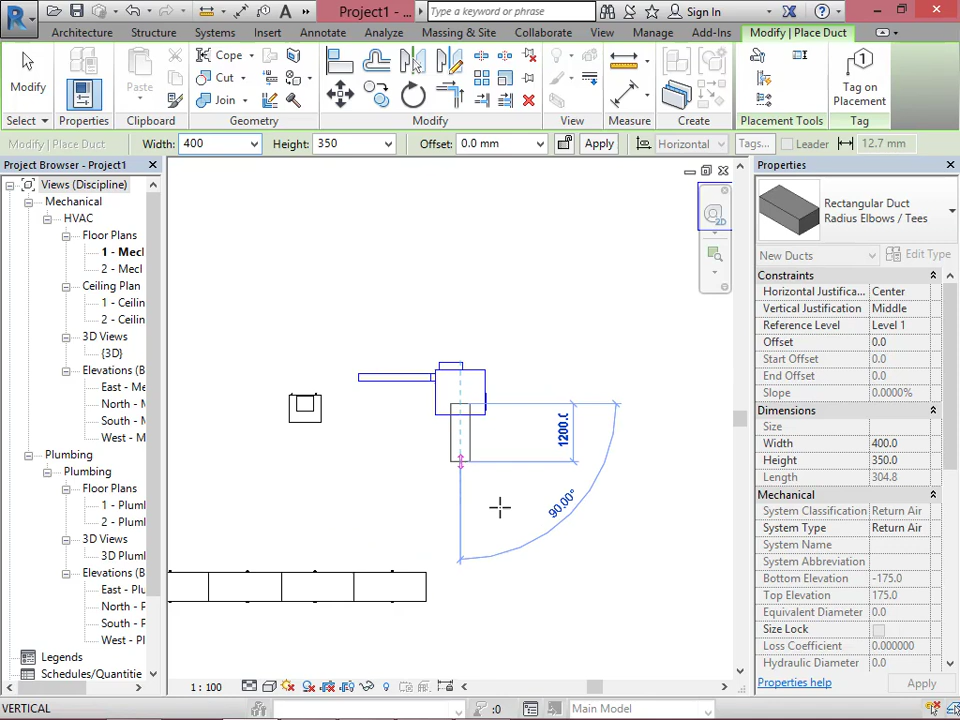 Project1 - ...
Type a keyword or phrase
Sign In
Architecture
Structure
Systems
Insert
Annotate
Analyze
Massing & Site
Collaborate
View
Manage
Add-Ins
Modify | Place Duct
Modify
Paste
Cope
Cut
Join
Tag on
Placement
Select
Properties
Clipboard
Geometry
Modify
View
Measure
Create
Placement Tools
Tag
Modify | Place Duct
Width:
400
Height:
350
Offset:
0.0 mm
Apply
Horizontal
Tags...
Leader
12.7 mm
Project Browser - Project1
Views (Discipline)
Mechanical
HVAC
Floor Plans
1 - Mecl
2 - Mecl
Ceiling Plan
1 - Ceilin
2 - Ceilin
3D Views
{3D}
Elevations (B
East - Me
North - M
South - M
West - M
Plumbing
Plumbing
Floor Plans
1 - Pluml
2 - Pluml
3D Views
3D Pluml
Elevations (B
East - Plu
North - P
South - P
West - Pl
Legends
Schedules/Quantitie
2D
1200.0
90.00°
Properties
Rectangular Duct
Radius Elbows / Tees
New Ducts
Edit Type
Constraints
Horizontal Justifica... Center
Vertical Justification Middle
Reference Level Level 1
Offset 0.0
Start Offset 0.0
End Offset 0.0
Slope 0.0000%
Dimensions
Size
Width 400.0
Height 350.0
Length 304.8
Mechanical
System Classification Return Air
System Type Return Air
System Name
System Abbreviation
Bottom Elevation -175.0
Top Elevation 175.0
Equivalent Diameter 0.0
Size Lock
Loss Coefficient 0.000000
Hydraulic Diameter 0.0
Properties help
Apply
1 : 100
VERTICAL
:0
Main Model